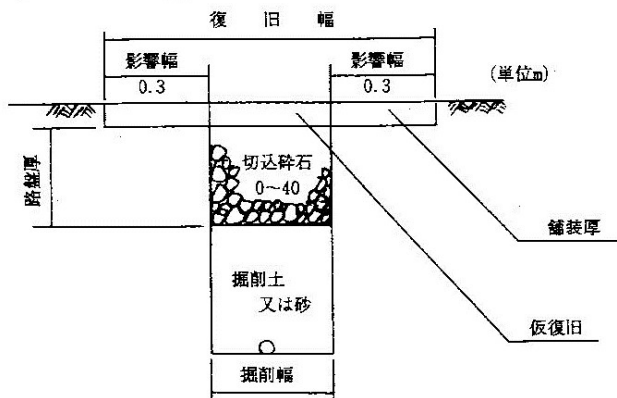 復旧幅
影響幅
影響幅
(単位m)
0.3
0.3
路盤厚
切込砕石
0～40
舗装厚
掘削土
又は砂
仮復旧
掘削幅